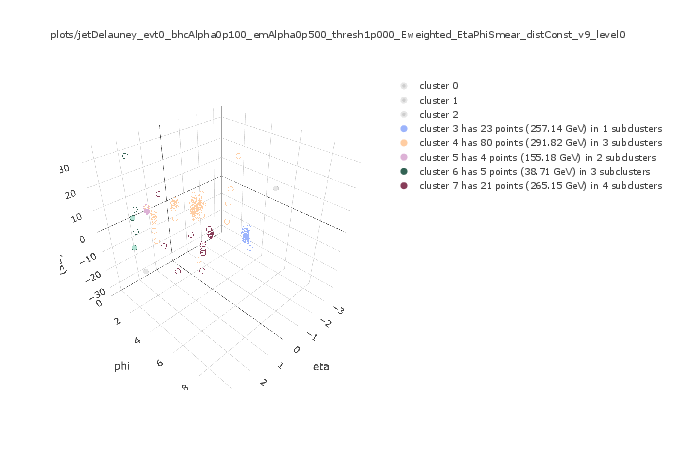 plots/jetDelauney_evt0_bhcAlpha0p100_emAlpha0p500_thresh1p000_Eweighted_EtaPhiSmear_distConst_v9_level0
cluster 0
cluster 1
cluster 2
cluster 3 has 23 points (257.14 GeV) in 1 subclusters
cluster 4 has 80 points (291.82 GeV) in 3 subclusters
cluster 5 has 4 points (155.18 GeV) in 2 subclusters
cluster 6 has 5 points (38.71 GeV) in 3 subclusters
cluster 7 has 21 points (265.15 GeV) in 4 subclusters
30
20
10
0
−10
−20
−30
0
2
4
6
8
phi
−3
−2
−1
0
1
2
eta